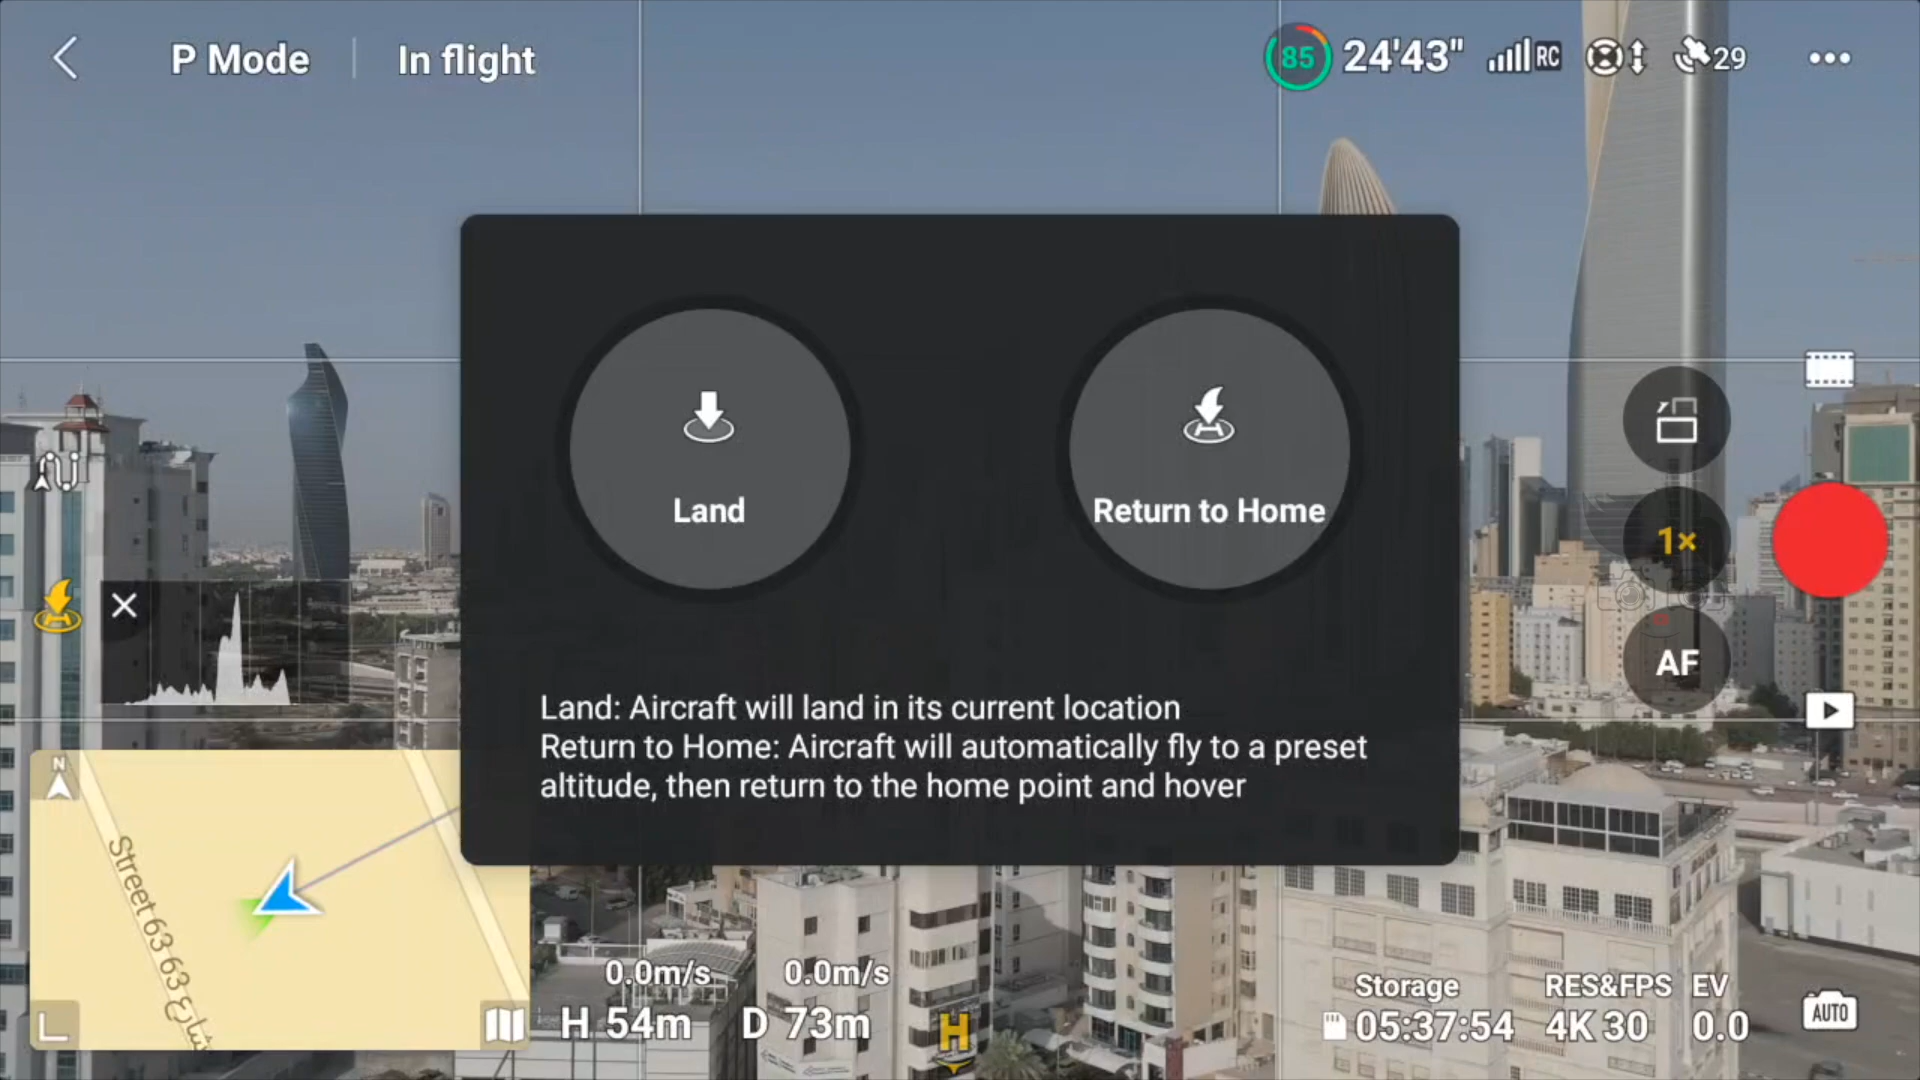 P Mode
In flight
85
24'43"
RC
29
Land
Return to Home
Land: Aircraft will land in its current location
Return to Home: Aircraft will automatically fly to a preset
altitude, then return to the home point and hover
1×
AF
N
Street 63 شارع 63
0.0m/s
0.0m/s
H 54m
D 73m
H
Storage
05:37:54
RES&FPS
4K 30
EV
0.0
AUTO